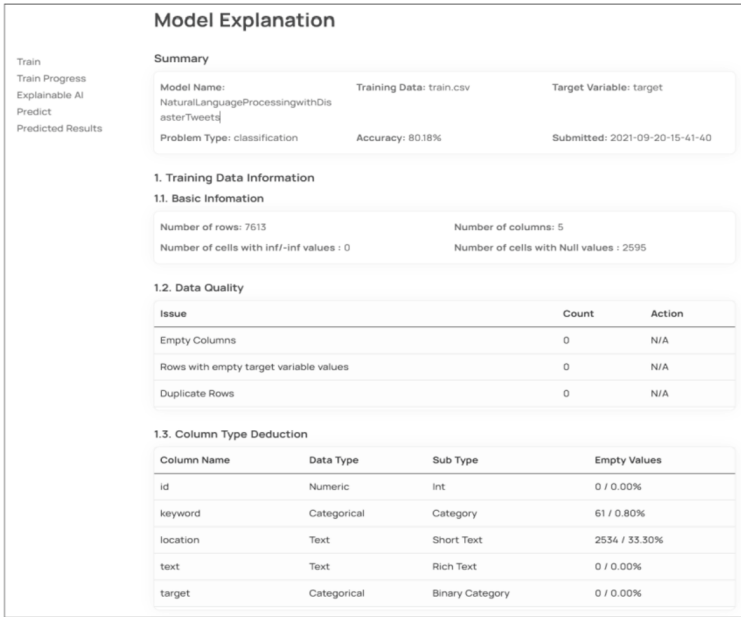 Model Explanation
Train
Train Progress
Explainable AI
Predict
Predicted Results
Summary
Model Name: Training Data: train.csv Target Variable: target
NaturalLanguageProcessingwithDis
asterTweets
Problem Type: classification Accuracy: 80.18% Submitted: 2021-09-20-15-41-40
1. Training Data Information
1.1. Basic Infomation
Number of rows: 7613 Number of columns: 5
Number of cells with inf/-inf values : 0 Number of cells with Null values : 2595
1.2. Data Quality
Issue Count Action
Empty Columns 0 N/A
Rows with empty target variable values 0 N/A
Duplicate Rows 0 N/A
1.3. Column Type Deduction
Column Name Data Type Sub Type Empty Values
id Numeric Int 0 / 0.00%
keyword Categorical Category 61 / 0.80%
location Text Short Text 2534 / 33.30%
text Text Rich Text 0 / 0.00%
target Categorical Binary Category 0 / 0.00%